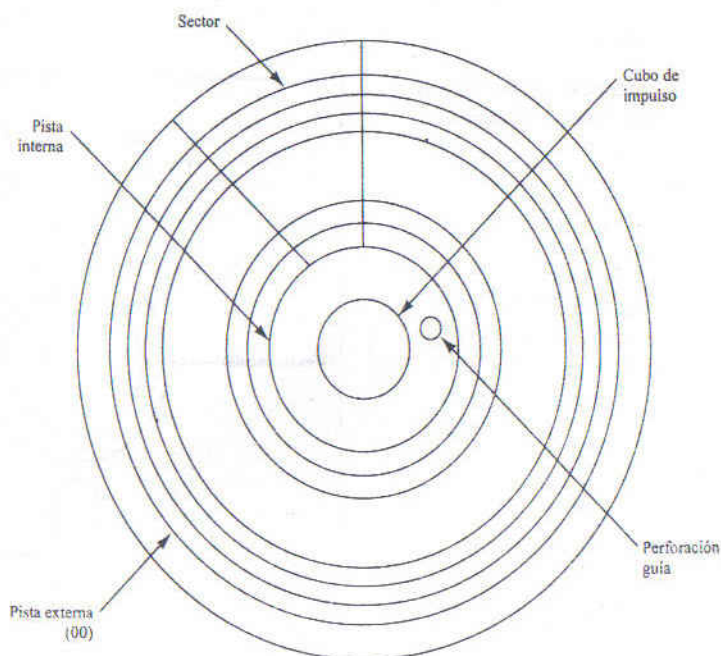 Sector
Cubo de
impulso
Pista
interna
Perforación
guía
Pista externa
(00)